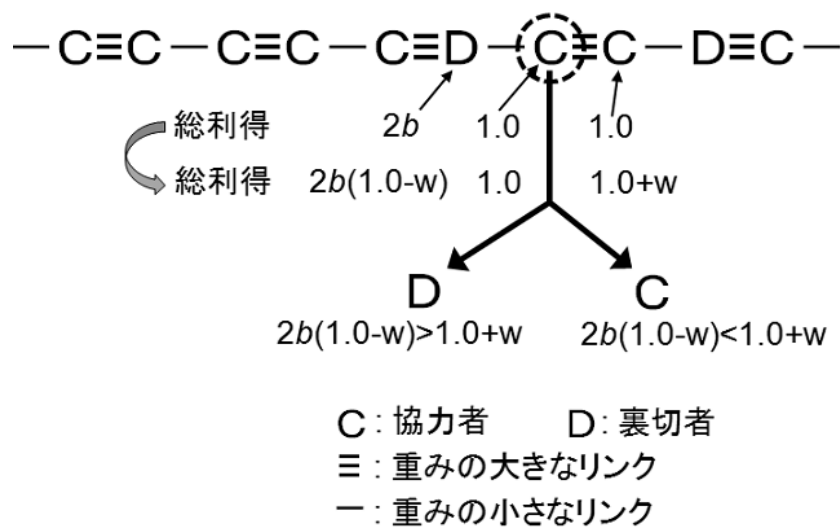 — C≡C — C≡C — C≡D — C≡C — D≡C —
総利得 2b 1.0 1.0
総利得 2b(1.0-w) 1.0 1.0+w
D C
2b(1.0-w)>1.0+w 2b(1.0-w)<1.0+w
C : 協力者 D : 裏切者
≡ : 重みの大きなリンク
— : 重みの小さなリンク